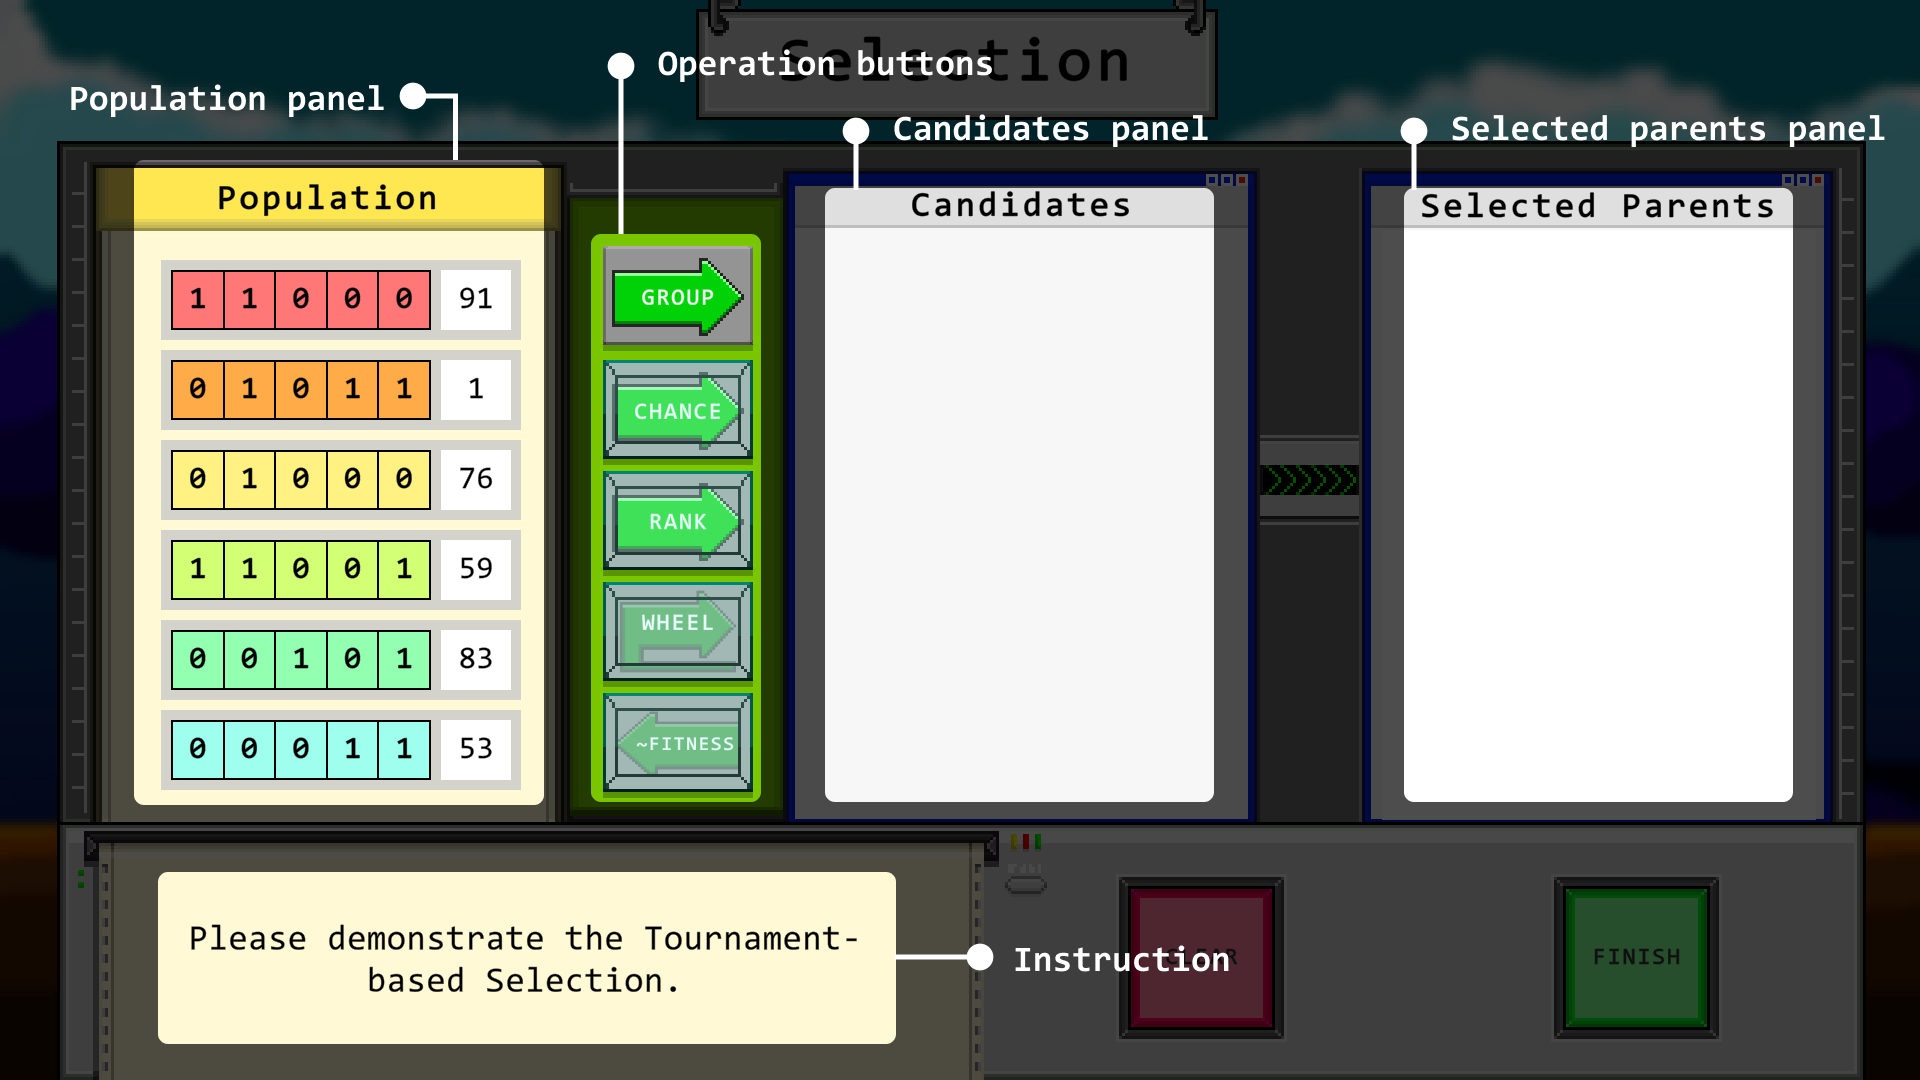 Selection
Operation buttons
Population panel
Candidates panel
Selected parents panel
Population
1 1 0 0 0 91
0 1 0 1 1 1
0 1 0 0 0 76
1 1 0 0 1 59
0 0 1 0 1 83
0 0 0 1 1 53
GROUP
CHANCE
RANK
WHEEL
~FITNESS
Candidates
Selected Parents
Please demonstrate the Tournament-
based Selection.
Instruction
CLEAR
FINISH